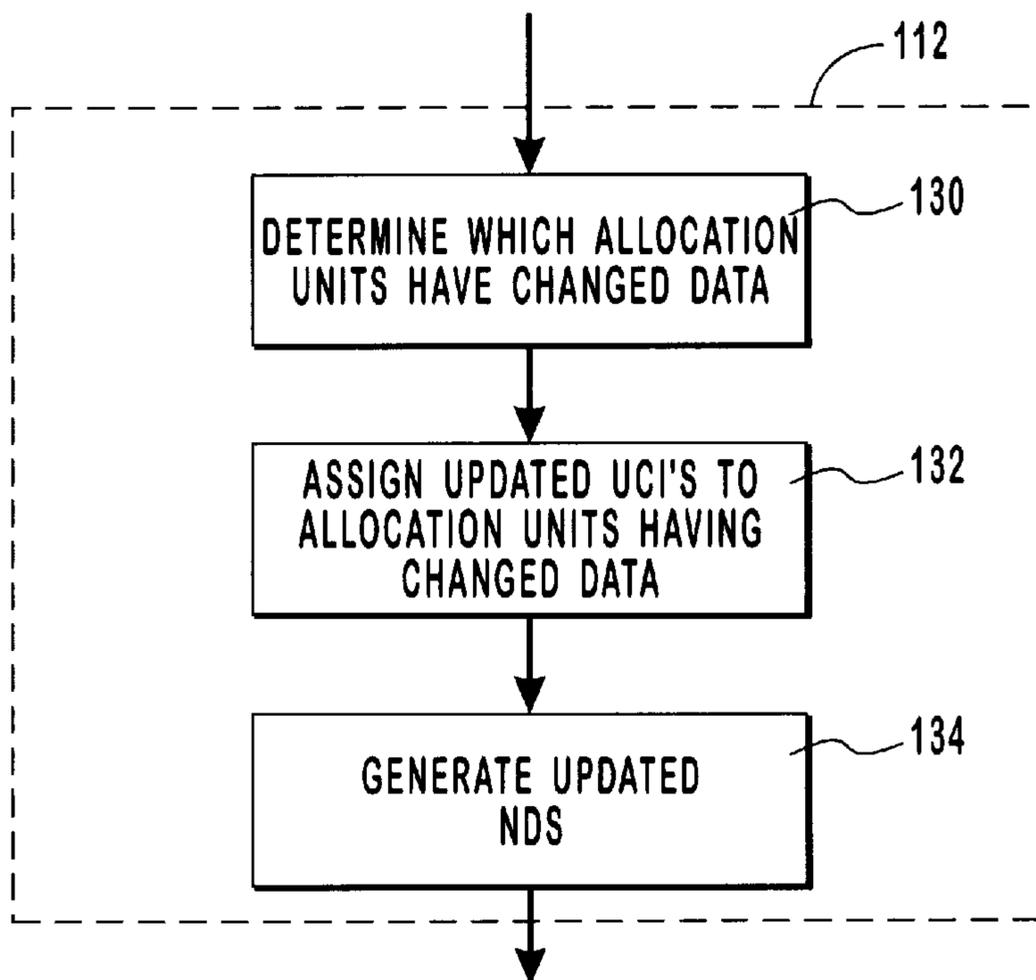 112
130
DETERMINE WHICH ALLOCATION
UNITS HAVE CHANGED DATA
132
ASSIGN UPDATED UCI'S TO
ALLOCATION UNITS HAVING
CHANGED DATA
134
GENERATE UPDATED
NDS